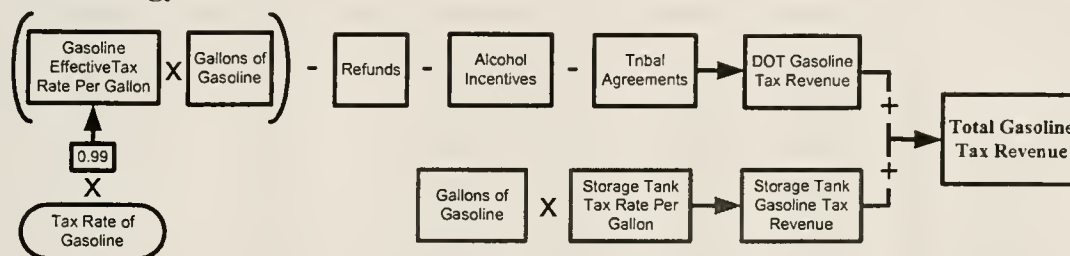 Gasoline
Effective Tax
Rate Per Gallon
X
Gallons of
Gasoline
-
Refunds
-
Alcohol
Incentives
-
Tribal
Agreements
DOT Gasoline
Tax Revenue
+
0.99
X
Tax Rate of
Gasoline
Gallons of
Gasoline
X
Storage Tank
Tax Rate Per
Gallon
Storage Tank
Gasoline Tax
Revenue
+
Total Gasoline
Tax Revenue